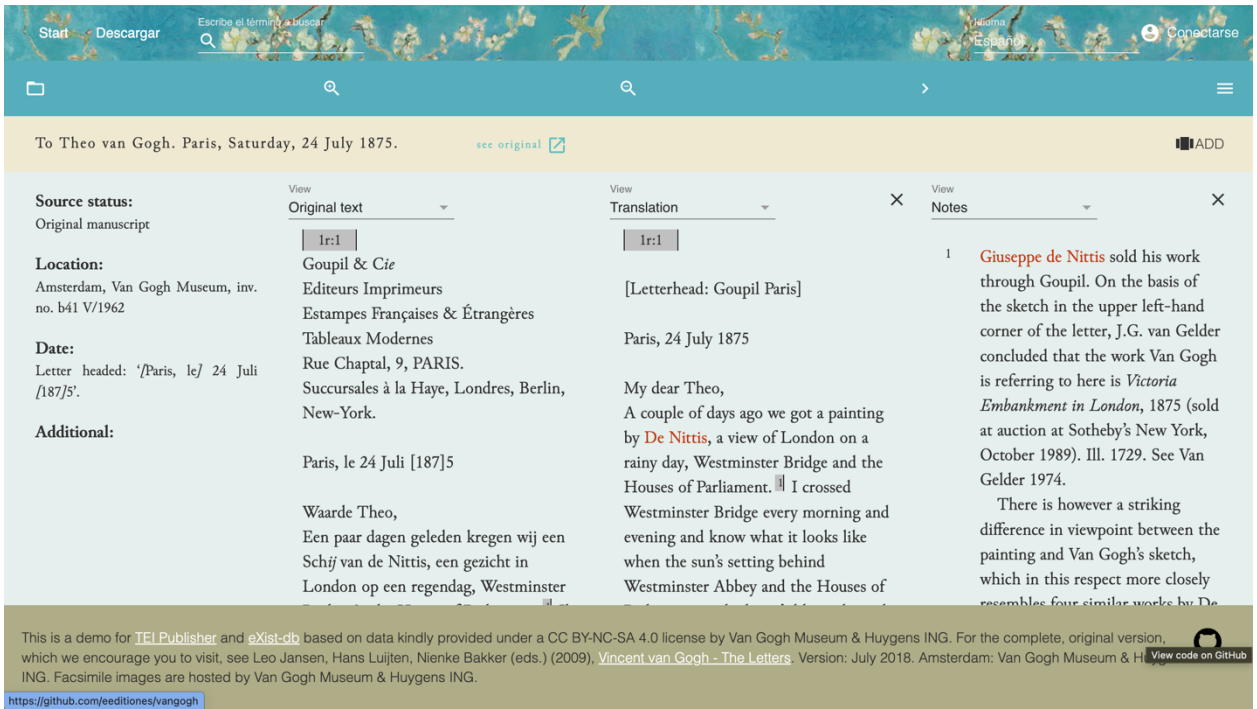 Start
Descargar
Escribe el término a buscar
Idioma
Español
Conectarse
To Theo van Gogh. Paris, Saturday, 24 July 1875.
see original
ADD
Source status:
Original manuscript
Location:
Amsterdam, Van Gogh Museum, inv.
no. b41 V/1962
Date:
Letter headed: ‘[Paris, le] 24 Juli
[187]5’.
Additional:
View
Original text
1r:1
Goupil & Cie
Editeurs Imprimeurs
Estampes Françaises & Étrangères
Tableaux Modernes
Rue Chaptal, 9, PARIS.
Succursales à la Haye, Londres, Berlin,
New-York.
Paris, le 24 Juli [187]5
Waarde Theo,
Een paar dagen geleden kregen wij een
Schij van de Nittis, een gezicht in
London op een regendag, Westminster
View
Translation
1r:1
[Letterhead: Goupil Paris]
Paris, 24 July 1875
My dear Theo,
A couple of days ago we got a painting
by De Nittis, a view of London on a
rainy day, Westminster Bridge and the
Houses of Parliament. 1 I crossed
Westminster Bridge every morning and
evening and know what it looks like
when the sun’s setting behind
Westminster Abbey and the Houses of
View
Notes
1 Giuseppe de Nittis sold his work
through Goupil. On the basis of
the sketch in the upper left-hand
corner of the letter, J.G. van Gelder
concluded that the work Van Gogh
is referring to here is Victoria
Embankment in London, 1875 (sold
at auction at Sotheby’s New York,
October 1989). Ill. 1729. See Van
Gelder 1974.
There is however a striking
difference in viewpoint between the
painting and Van Gogh’s sketch,
which in this respect more closely
resembles four similar works by De
This is a demo for TEI Publisher and eXist-db based on data kindly provided under a CC BY-NC-SA 4.0 license by Van Gogh Museum & Huygens ING. For the complete, original version,
which we encourage you to visit, see Leo Jansen, Hans Luijten, Nienke Bakker (eds.) (2009), Vincent van Gogh - The Letters. Version: July 2018. Amsterdam: Van Gogh Museum &
ING. Facsimile images are hosted by Van Gogh Museum & Huygens ING.
View code on GitHub
https://github.com/eeditiones/vangogh